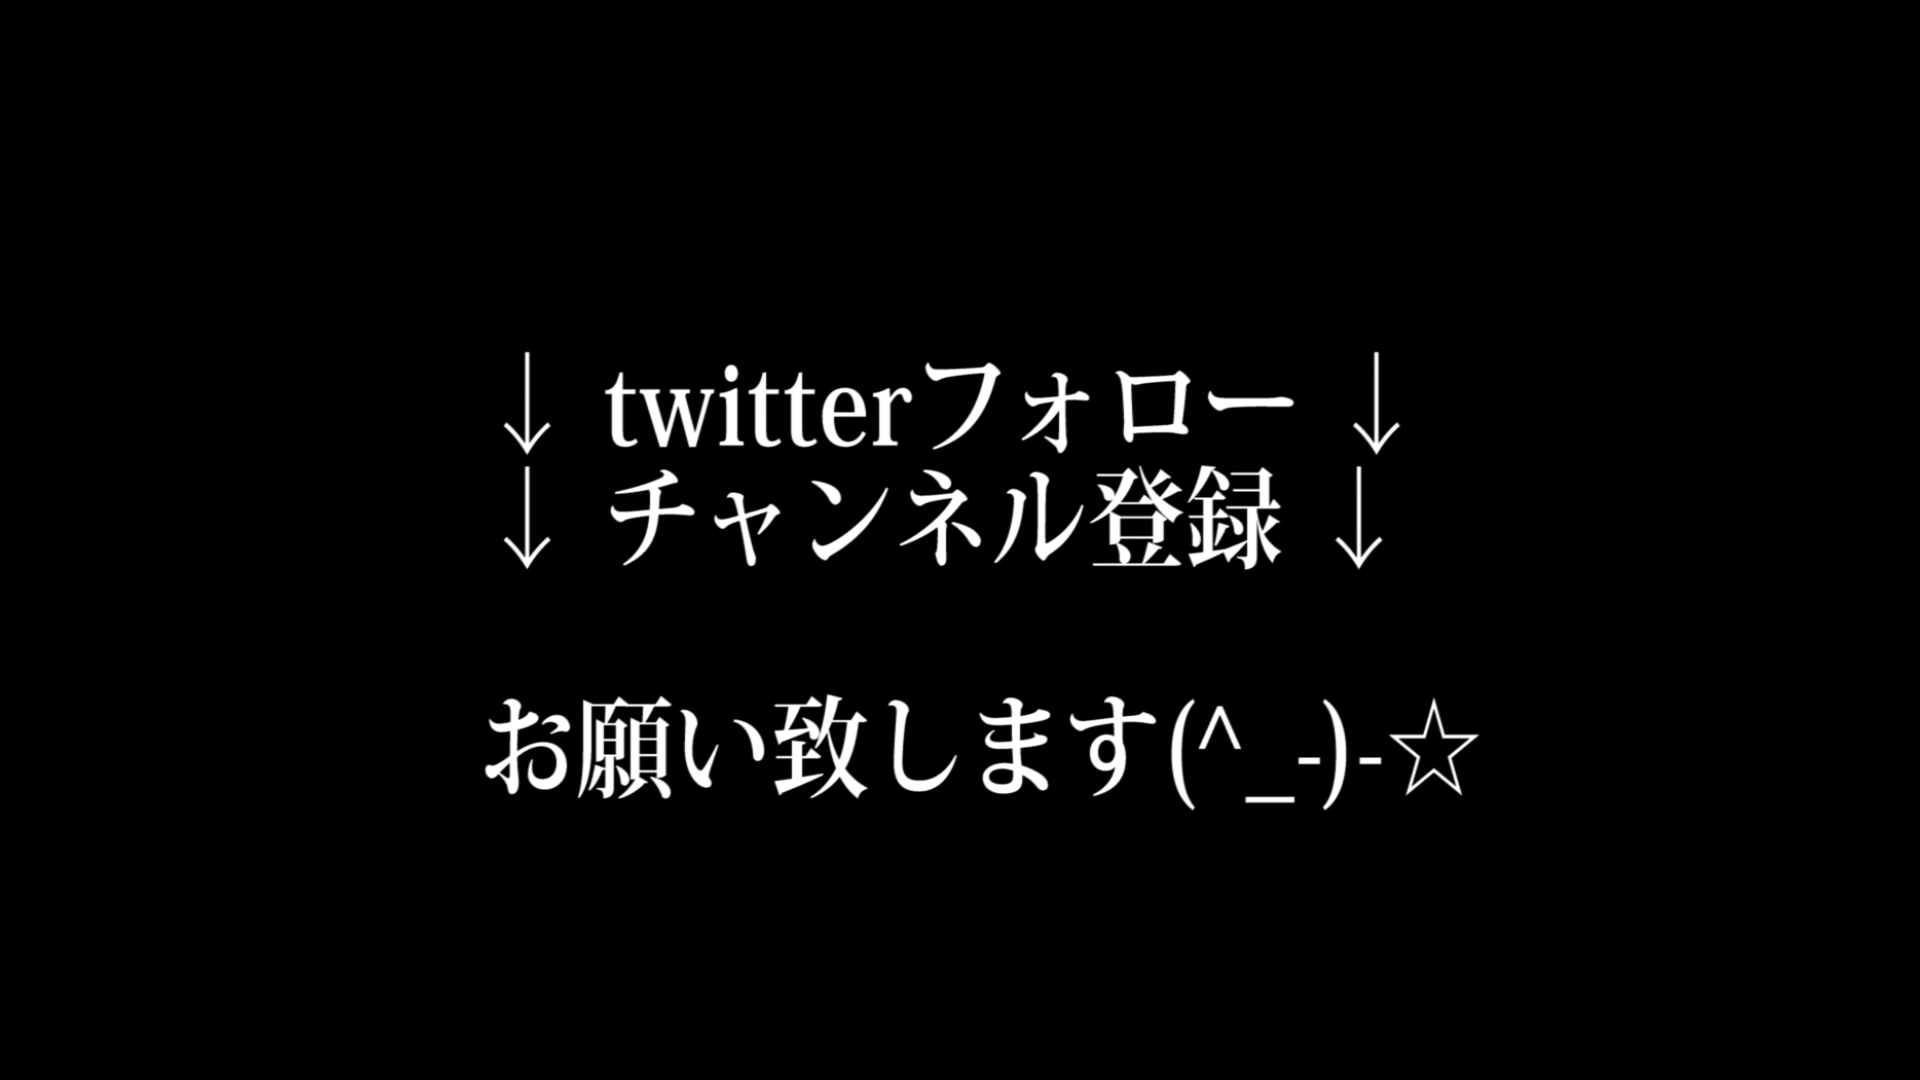 ↓ twitterフォロー ↓
↓ チャンネル登録 ↓
お願い致します(^_-)-☆